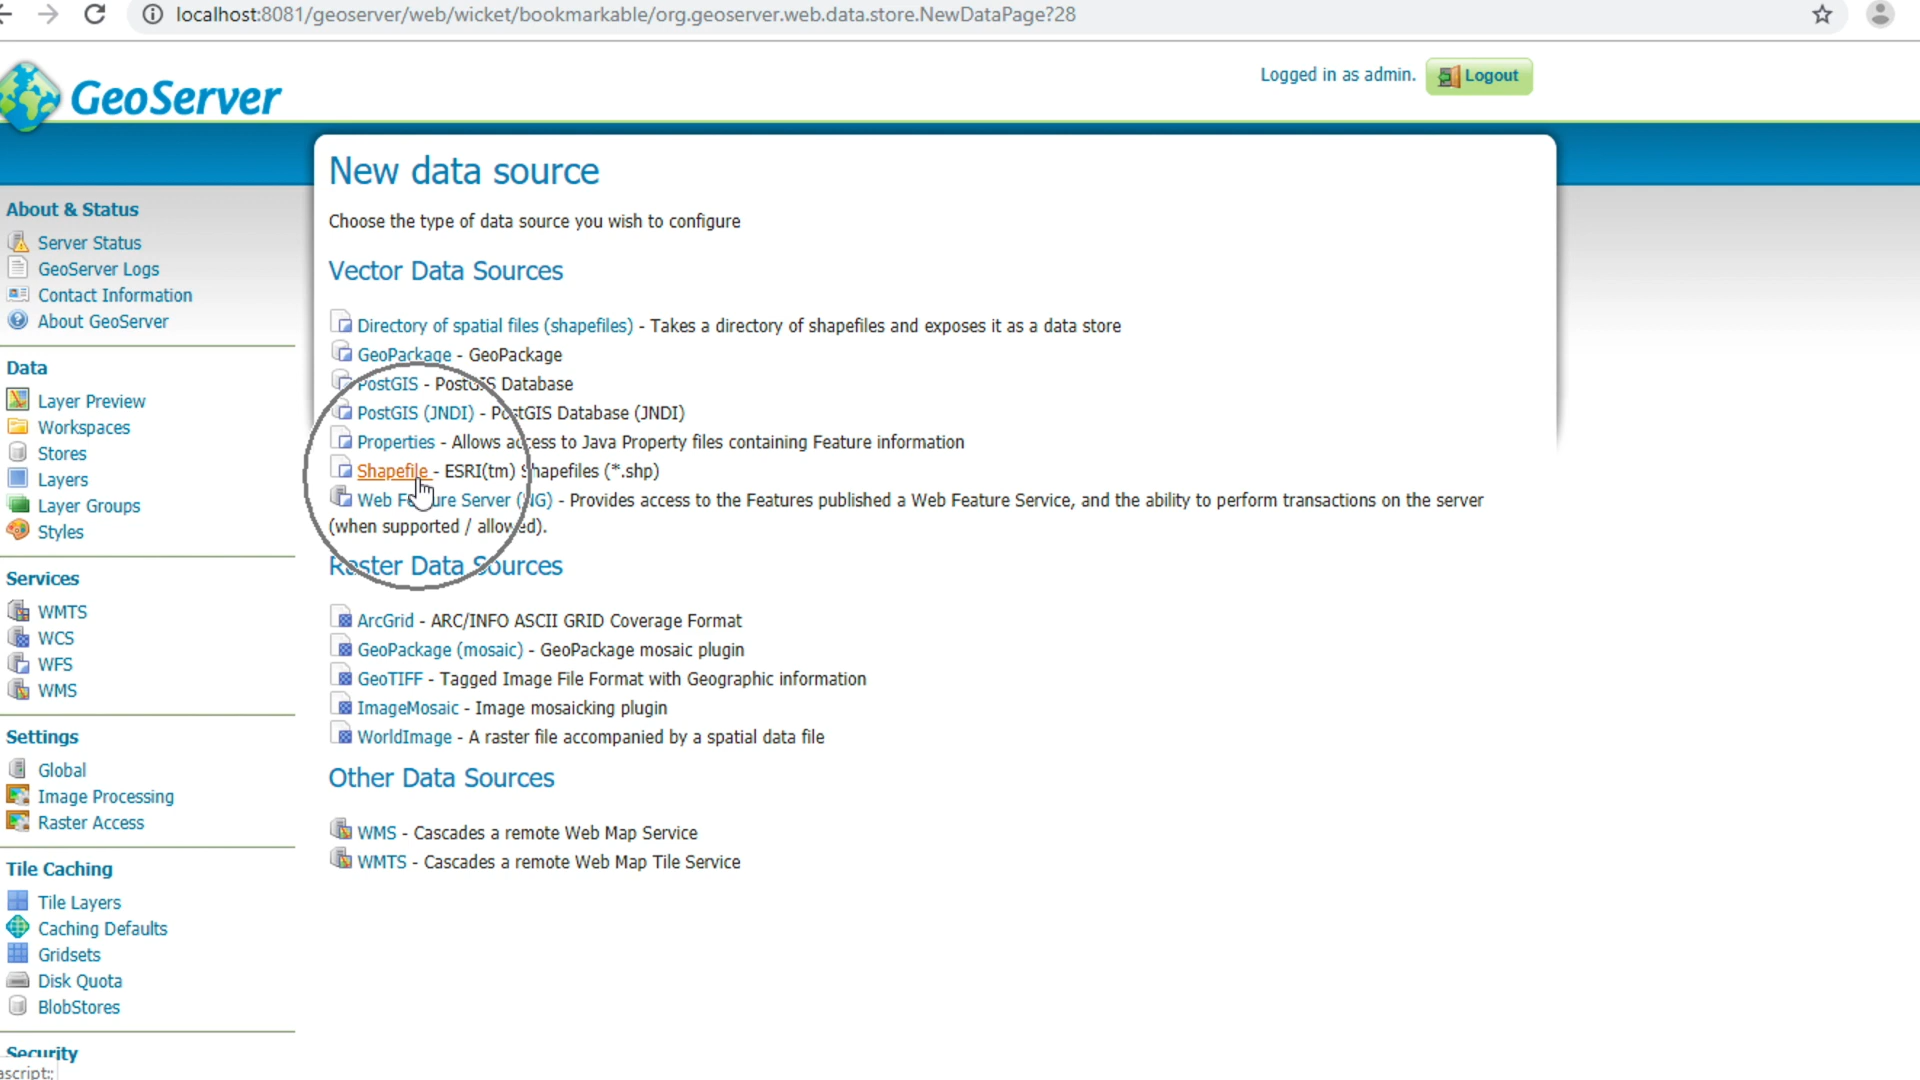 localhost:8081/geoserver/web/wicket/bookmarkable/org.geoserver.web.data.store.NewDataPage?28
GeoServer
Logged in as admin.
Logout
About & Status
Server Status
GeoServer Logs
Contact Information
About GeoServer
Data
Layer Preview
Workspaces
Stores
Layers
Layer Groups
Styles
Services
WMTS
WCS
WFS
WMS
Settings
Global
Image Processing
Raster Access
Tile Caching
Tile Layers
Caching Defaults
Gridsets
Disk Quota
BlobStores
Security
ascript:;
New data source
Choose the type of data source you wish to configure
Vector Data Sources
Directory of spatial files (shapefiles) - Takes a directory of shapefiles and exposes it as a data store
GeoPackage - GeoPackage
PostGIS - PostGIS Database
PostGIS (JNDI) - PostGIS Database (JNDI)
Properties - Allows access to Java Property files containing Feature information
Shapefile - ESRI(tm) Shapefiles (*.shp)
Web Feature Server (NG) - Provides access to the Features published a Web Feature Service, and the ability to perform transactions on the server
(when supported / allowed).
Raster Data Sources
ArcGrid - ARC/INFO ASCII GRID Coverage Format
GeoPackage (mosaic) - GeoPackage mosaic plugin
GeoTIFF - Tagged Image File Format with Geographic information
ImageMosaic - Image mosaicking plugin
WorldImage - A raster file accompanied by a spatial data file
Other Data Sources
WMS - Cascades a remote Web Map Service
WMTS - Cascades a remote Web Map Tile Service